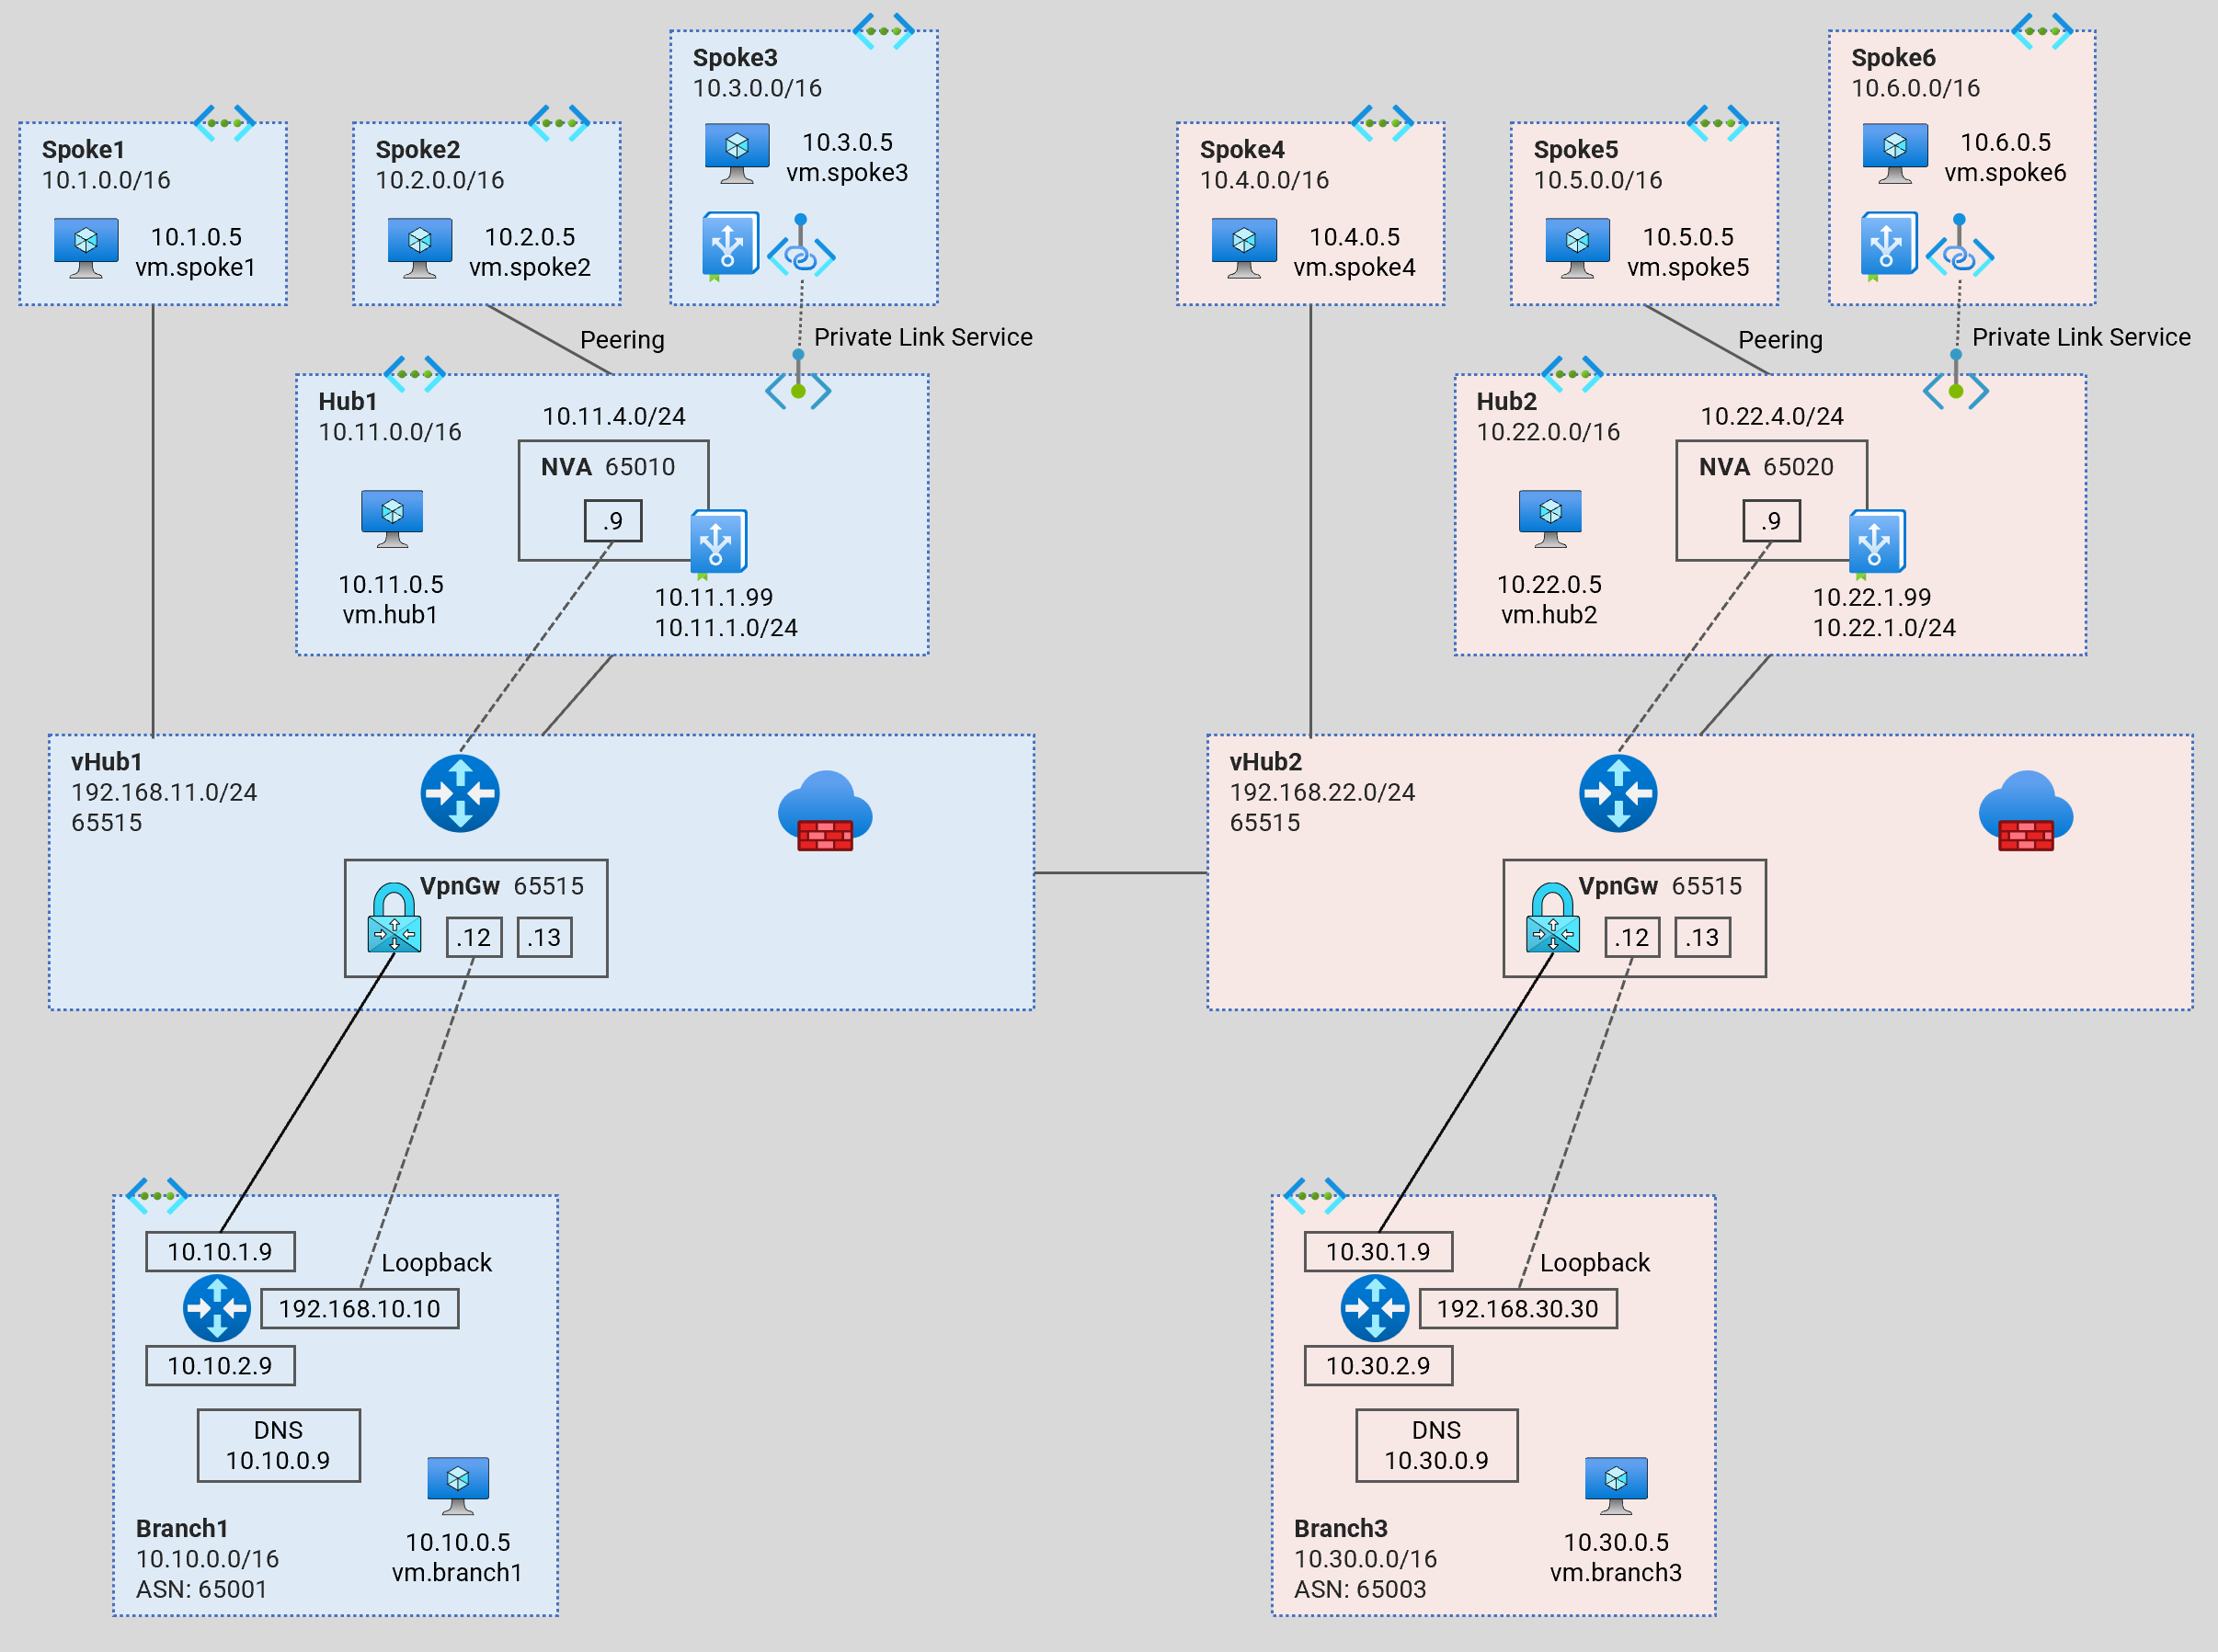 Spoke3
10.3.0.0/16
10.3.0.5
vm.spoke3
Spoke6
10.6.0.0/16
10.6.0.5
vm.spoke6
Spoke1
10.1.0.0/16
10.1.0.5
vm.spoke1
Spoke2
10.2.0.0/16
10.2.0.5
vm.spoke2
Spoke4
10.4.0.0/16
10.4.0.5
vm.spoke4
Spoke5
10.5.0.0/16
10.5.0.5
vm.spoke5
Peering
Private Link Service
Peering
Private Link Service
Hub1
10.11.0.0/16
10.11.4.0/24
NVA 65010
.9
10.11.0.5
vm.hub1
10.11.1.99
10.11.1.0/24
Hub2
10.22.0.0/16
10.22.4.0/24
NVA 65020
.9
10.22.0.5
vm.hub2
10.22.1.99
10.22.1.0/24
vHub1
192.168.11.0/24
65515
VpnGw 65515
.12
.13
vHub2
192.168.22.0/24
65515
VpnGw 65515
.12
.13
10.10.1.9
Loopback
192.168.10.10
10.10.2.9
DNS
10.10.0.9
Branch1
10.10.0.0/16
ASN: 65001
10.10.0.5
vm.branch1
10.30.1.9
Loopback
192.168.30.30
10.30.2.9
DNS
10.30.0.9
Branch3
10.30.0.0/16
ASN: 65003
10.30.0.5
vm.branch3